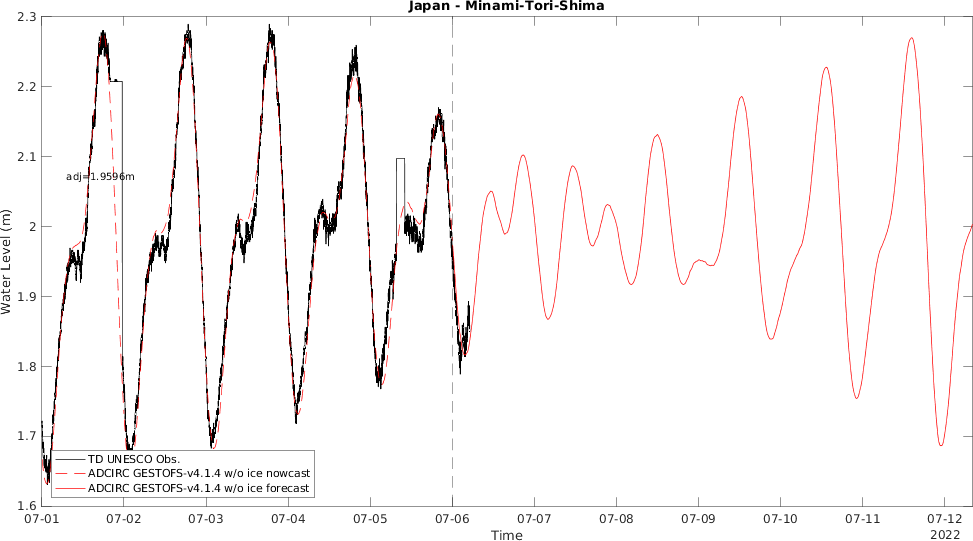 Japan - Minami-Tori-Shima
2.3
2.2
2.1
2
1.9
1.8
1.7
1.6
Water Level (m)
adj=1.9596m
TD UNESCO Obs.
ADCIRC GESTOFS-v4.1.4 w/o ice nowcast
ADCIRC GESTOFS-v4.1.4 w/o ice forecast
07-01 07-02 07-03 07-04 07-05 07-06 07-07 07-08 07-09 07-10 07-11 07-12
2022
Time